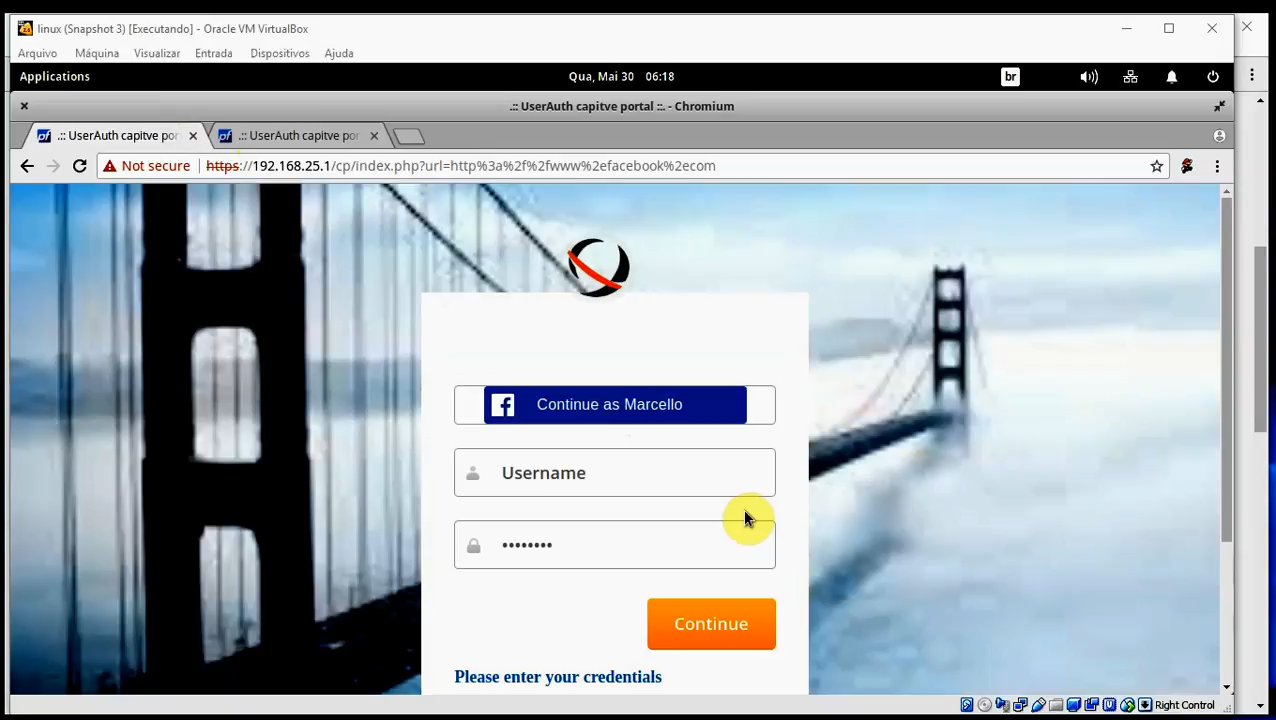 linux (Snapshot 3) [Executando] - Oracle VM VirtualBox
Arquivo Máquina Visualizar Entrada Dispositivos Ajuda
Applications Qua, Mai 30 06:18 br
.:: UserAuth capitve portal ::. - Chromium
pf .:: UserAuth capitve por pf .:: UserAuth capitve por
Not secure https://192.168.25.1/cp/index.php?url=http%3a%2f%2fwww%2efacebook%2ecom
Continue as Marcello
Username
••••••••
Continue
Please enter your credentials
Right Control